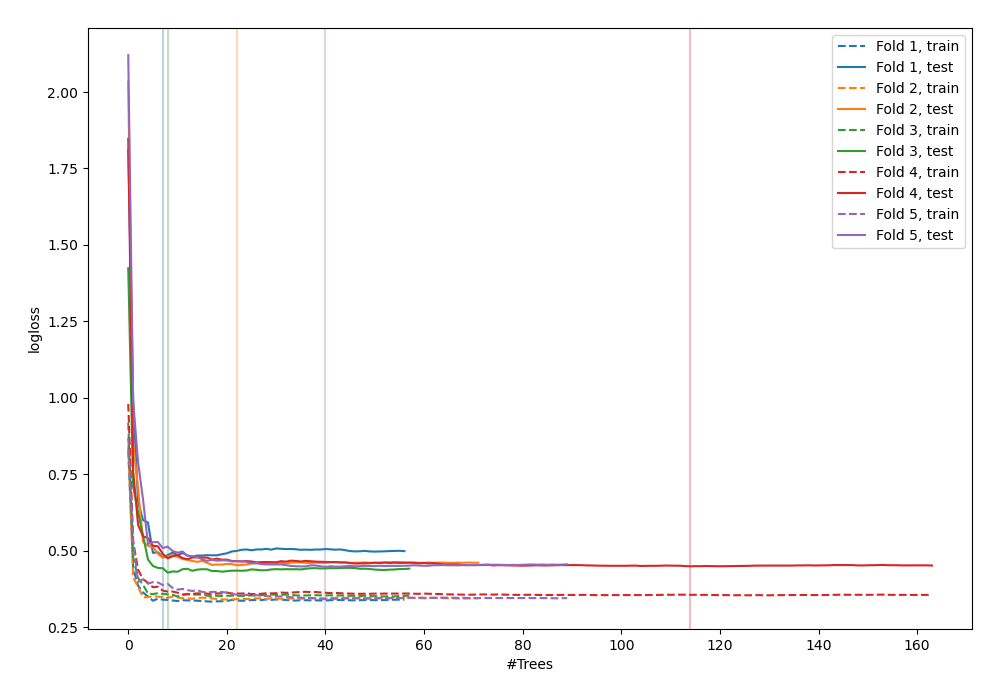 2.00
1.75
1.50
1.25
1.00
0.75
0.50
0.25
logloss
0
20
40
60
80
100
120
140
160
#Trees
Fold 1, train
Fold 1, test
Fold 2, train
Fold 2, test
Fold 3, train
Fold 3, test
Fold 4, train
Fold 4, test
Fold 5, train
Fold 5, test